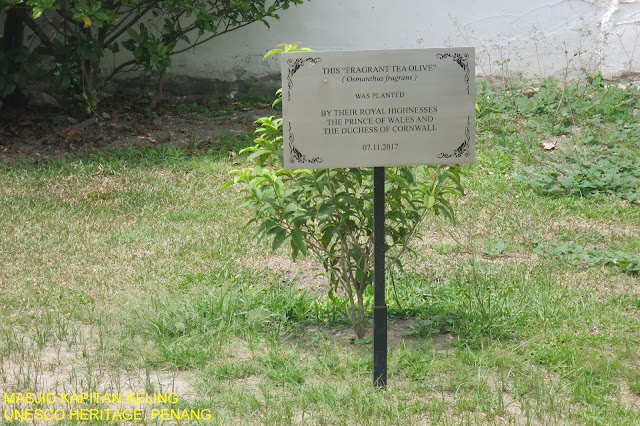 THIS "FRAGRANT TEA OLIVE"
(Osmanthus fragrans)
WAS PLANTED
BY THEIR ROYAL HIGHNESSES
THE PRINCE OF WALES AND
THE DUCHESS OF CORNWALL
07.11.2017
MASJID KAPITAN KELING
UNESCO HERITAGE, PENANG